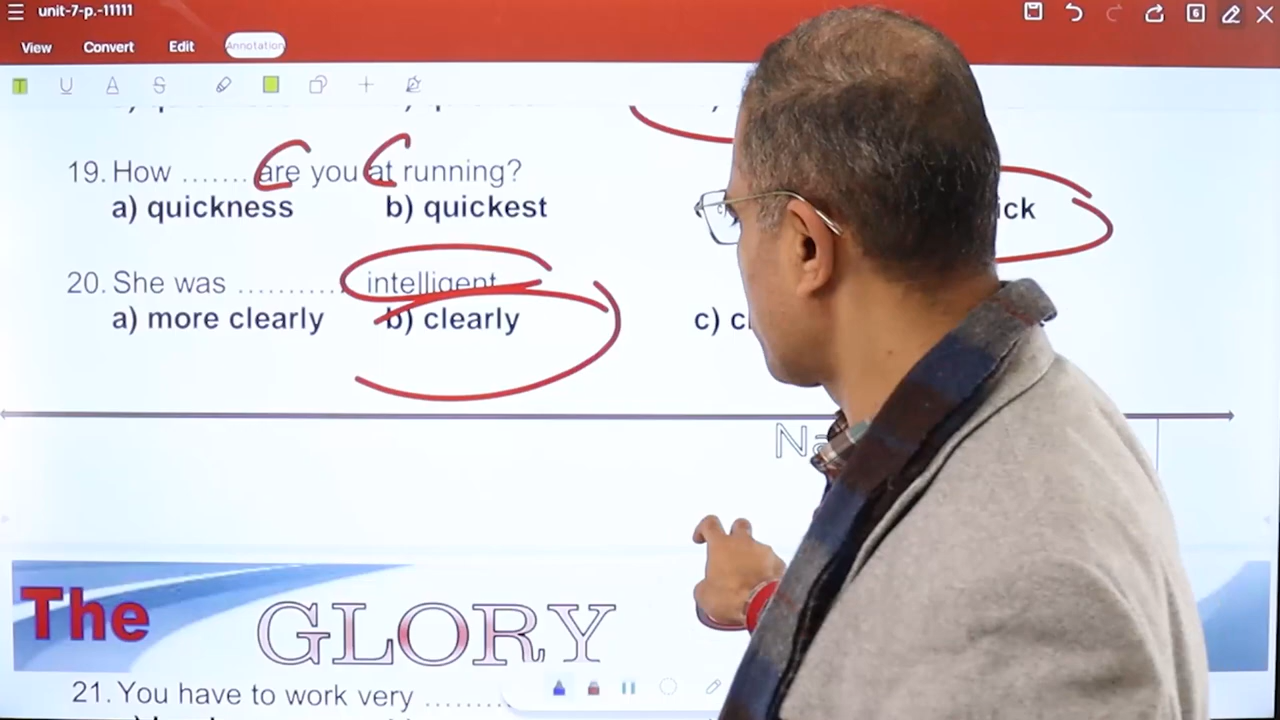 unit-7-p.-11111
6
View Convert Edit Annotation
T U A S
19. How ....... are you at running?
a) quickness b) quickest ick
20. She was ........... intelligent
a) more clearly b) clearly c) cl
Na
The GLORY
21. You have to work very ........